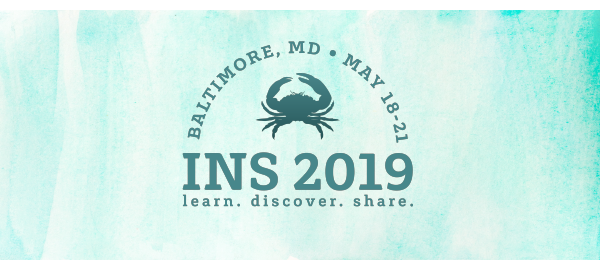 BALTIMORE, MD • MAY 18-21
INS 2019
learn. discover. share.